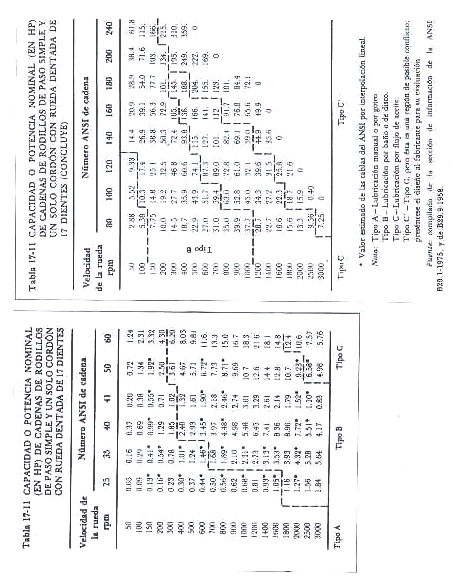 Tabla 17-11 CAPACIDAD O POTENCIA NOMINAL
(EN HP) DE CADENAS DE RODILLOS
DE PASO SIMPLE Y UN SOLO CORDÓN
CON RUEDA DENTADA DE 17 DIENTES
Velocidad de la rueda rpm
Número ANSI de cadena
25 35 40 41 50 60
50 0.05 0.16 0.37 0.20 0.72 1.24
100 0.09 0.29 0.69 0.38 1.34 2.31
150 0.13* 0.41* 0.99* 0.55* 1.92* 3.32
200 0.16* 0.54* 1.29 0.71 2.50 4.30
300 0.23 0.78 1.85 1.02 3.61 6.20
400 0.30* 1.01* 2.40 1.32 4.67 8.03
500 0.37 1.24 2.93 1.61 5.71 9.81
600 0.44* 1.46* 3.45* 1.90* 6.72* 11.6
700 0.50 1.68 3.97 2.18 7.73 13.3
800 0.56* 1.89* 4.48* 2.46* 8.71* 15.0
900 0.62 2.10 4.98 2.74 9.69 16.7
1000 0.68* 2.31* 5.48 3.01 10.7 18.3
1200 0.81 2.73 6.45 3.29 12.6 21.6
1400 0.93* 3.13* 7.41 2.61 14.4 18.1
1600 1.05* 3.53* 8.36 2.14 12.8 14.8
1800 1.16 3.93 8.96 1.79 10.7 12.4
2000 1.27* 4.32* 7.72* 1.52* 9.23* 10.6
2500 1.56 5.28 5.51* 1.10* 6.58* 7.57
3000 1.84 5.64 4.17 0.83 4.98 5.76
Tipo A Tipo B Tipo C
Tabla 17-11 CAPACIDAD O POTENCIA NOMINAL (EN HP)
DE CADENAS DE RODILLOS DE PASO SIMPLE Y
UN SOLO CORDÓN CON RUEDA DENTADA DE
17 DIENTES (CONCLUYE)
Velocidad de la rueda rpm
Número ANSI de cadena
80 100 120 140 160 180 200 240
50 2.88 5.52 9.33 14.4 20.9 28.9 38.4 61.8
100 5.38 10.3 17.4 26.9 39.1 54.0 71.6 115.
150 7.75 14.8 25.1 38.8 56.3 77.7 103. 166.
200 10.0 19.2 32.5 50.3 72.9 101. 134. 215.
300 14.5 27.7 46.8 72.4 105. 145. 193. 310.
400 18.7 35.9 60.6 93.8 136. 188. 249. 359.
500 22.9 43.9 74.1 115. 166. 204. 222. 0
600 27.0 51.7 87.3 127. 141. 155. 169.
700 31.0 59.4 89.0 101. 112. 123. 0
800 35.0 63.0 72.8 82.4 91.7 101.
900 39.9 52.8 61.0 69.1 76.8 84.4
1000 37.7 45.0 52.1 59.0 65.6 72.1
1200 28.7 34.3 39.6 44.9 49.9 0
1400 22.7 27.2 31.5 35.6 0
1600 18.6 22.3 25.8 0
1800 15.6 18.7 21.6
2000 13.3 15.9 0
2500 9.56 0.40
3000 7.25 0
Tipo B
Tipo C Tipo C'
* Valor estimado de las tablas del ANSI por interpolación lineal.
Nota: Tipo A – Lubricación manual o por goteo
Tipo B – Lubricación por baño o de disco.
Tipo C – Lubricación por flujo de aceite.
Tipo C' – Tipo C, pero ésta es una región de posible conflicto;
preséntese el diseño al fabricante para su evaluación.
Fuente: compilado de la sección de información de la ANSI
B29.1-1975, y de B29.9-1958.